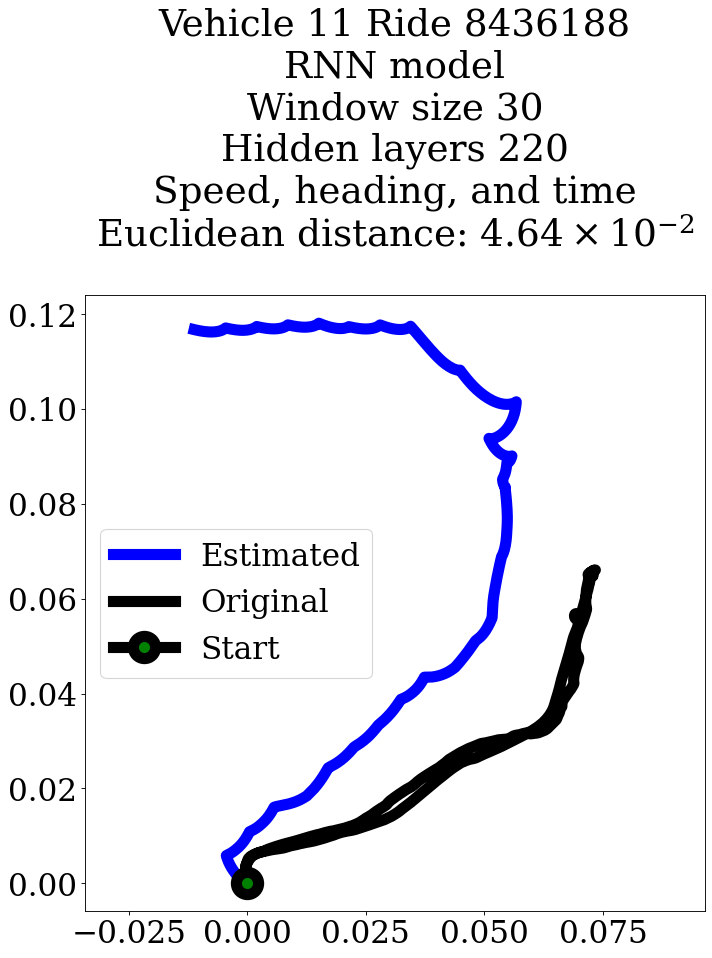 Vehicle 11 Ride 8436188
RNN model
Window size 30
Hidden layers 220
Speed, heading, and time
Euclidean distance: 4.64 × 10⁻²
0.12
0.10
0.08
0.06
0.04
0.02
0.00
Estimated
Original
Start
−0.025 0.000 0.025 0.050 0.075